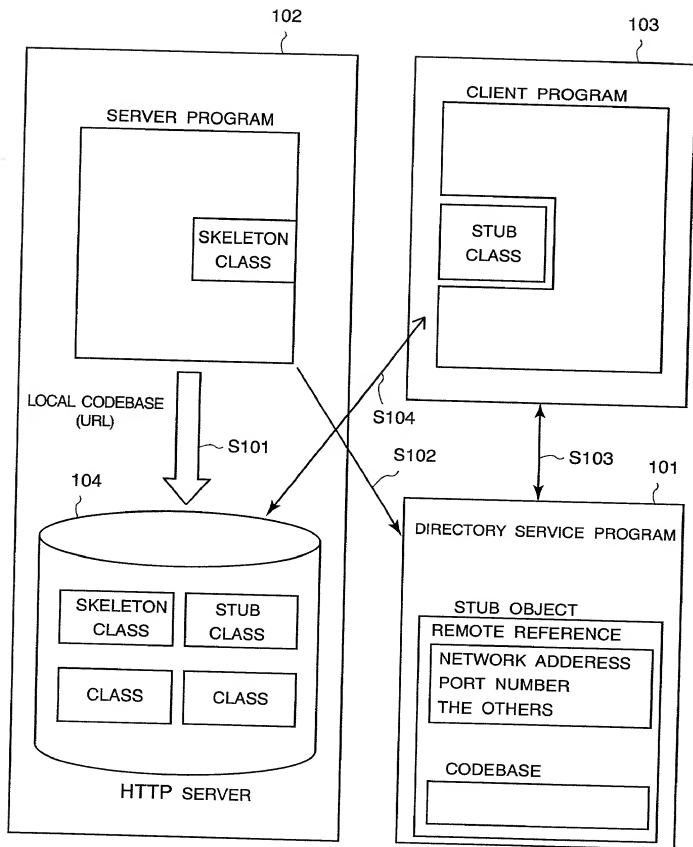 102
103
SERVER PROGRAM
SKELETON
CLASS
CLIENT PROGRAM
STUB
CLASS
LOCAL CODEBASE
(URL)
S101
S104
S102
S103
104
101
SKELETON
CLASS
STUB
CLASS
CLASS
CLASS
HTTP SERVER
DIRECTORY SERVICE PROGRAM
STUB OBJECT
REMOTE REFERENCE
NETWORK ADDERESS
PORT NUMBER
THE OTHERS
CODEBASE